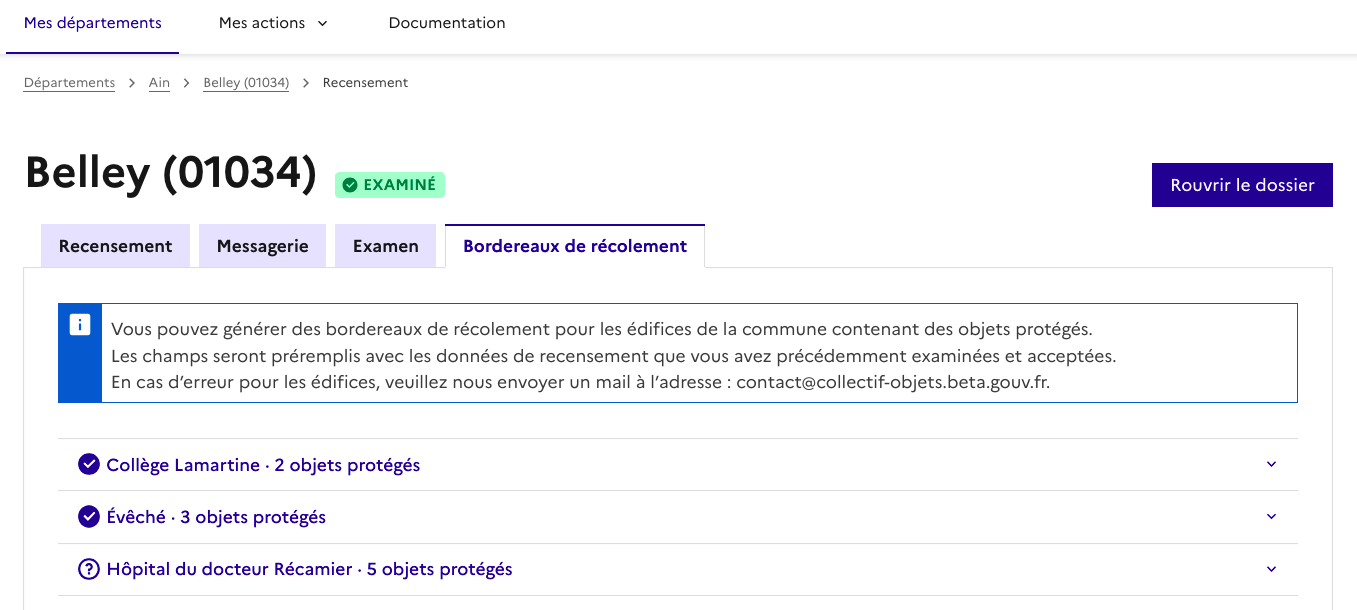 Mes départements Mes actions Documentation
Départements > Ain > Belley (01034) > Recensement
Belley (01034) EXAMINÉ Rouvrir le dossier
Recensement Messagerie Examen Bordereaux de récolement
Vous pouvez générer des bordereaux de récolement pour les édifices de la commune contenant des objets protégés.
Les champs seront préremplis avec les données de recensement que vous avez précédemment examinées et acceptées.
En cas d’erreur pour les édifices, veuillez nous envoyer un mail à l’adresse : contact@collectif-objets.beta.gouv.fr.
Collège Lamartine · 2 objets protégés
Évêché · 3 objets protégés
Hôpital du docteur Récamier · 5 objets protégés